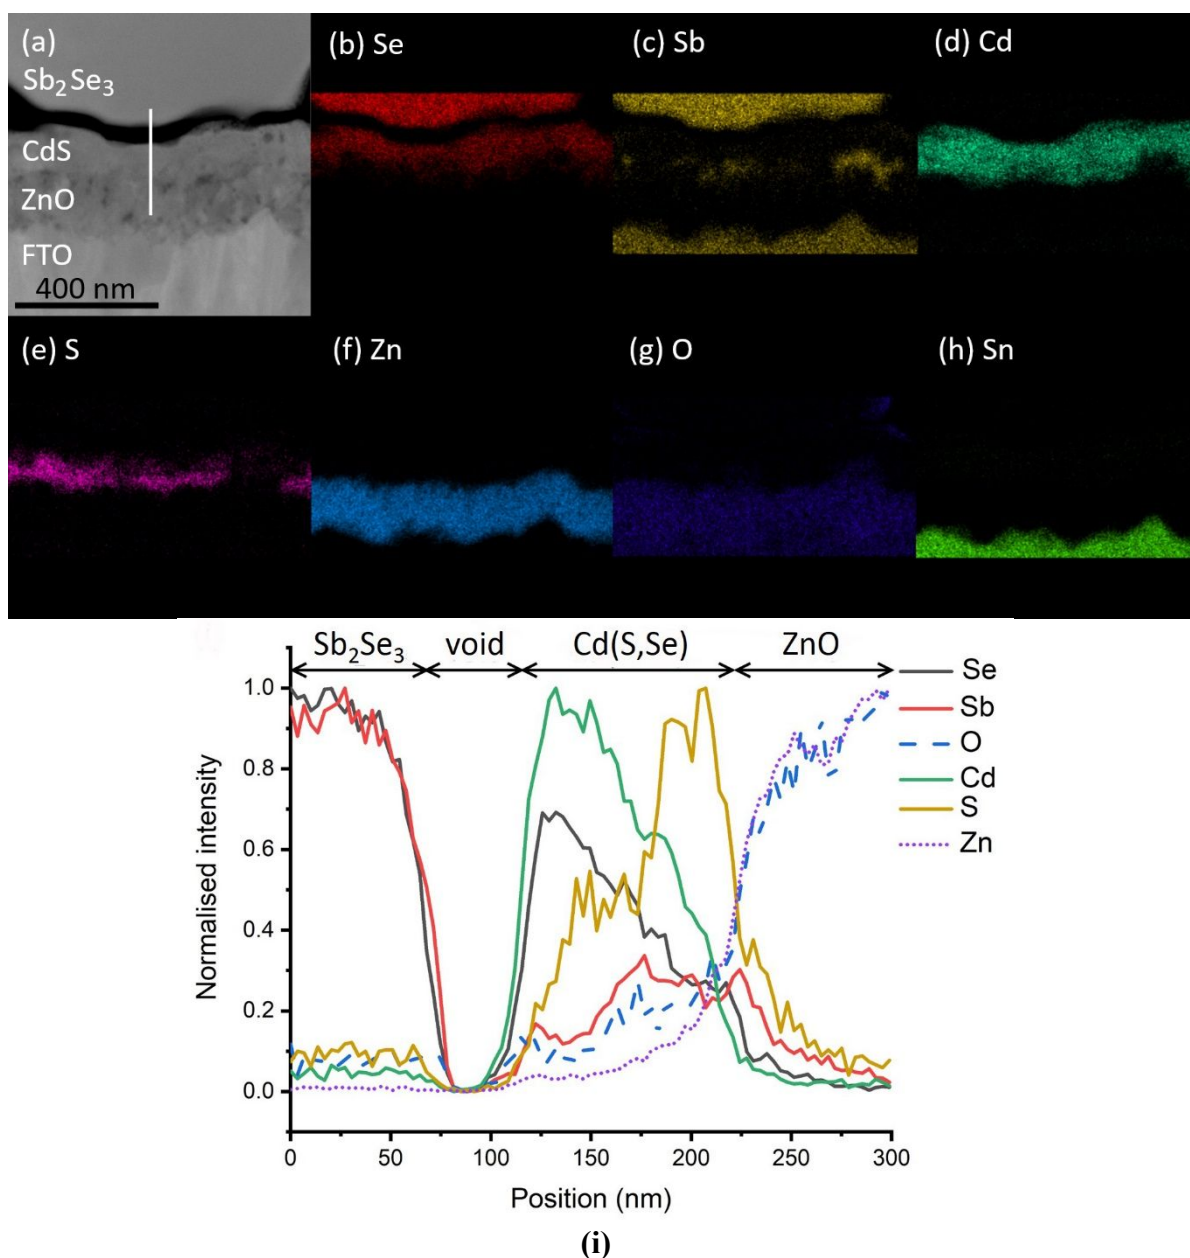 (a)
Sb2Se3
CdS
ZnO
FTO
400 nm
(b) Se
(c) Sb
(d) Cd
(e) S
(f) Zn
(g) O
(h) Sn
Sb2Se3 void Cd(S,Se) ZnO
Se
Sb
O
Cd
S
Zn
1.0
0.8
0.6
0.4
0.2
0.0
Normalised intensity
0 50 100 150 200 250 300
Position (nm)
(i)